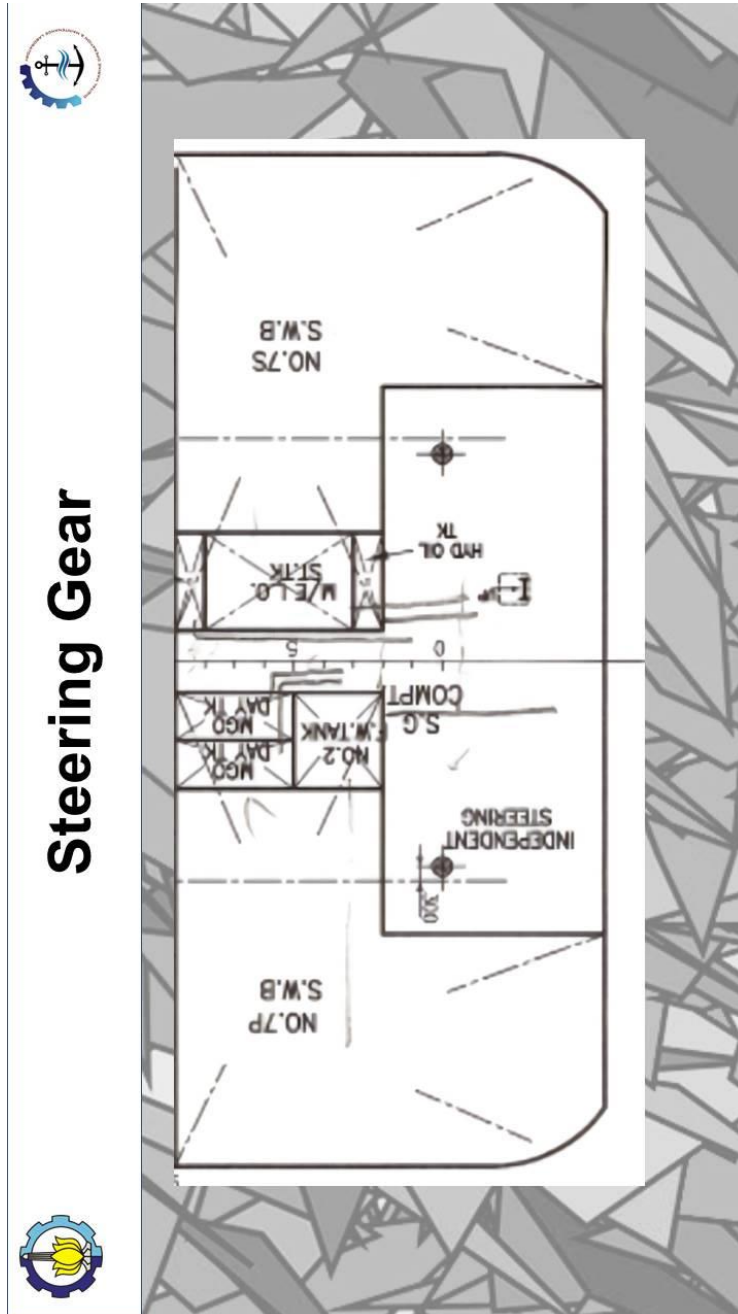 Steering Gear
NO.7S
S.W.B
HYD OIL
TK
M/E L.O.
ST.TK
UP
5
0
S.G
COMPT
MGO
DAY TK
MGO
DAY TK
NO.2
F.W.TANK
INDEPENDENT
STEERING
300
NO.7P
S.W.B